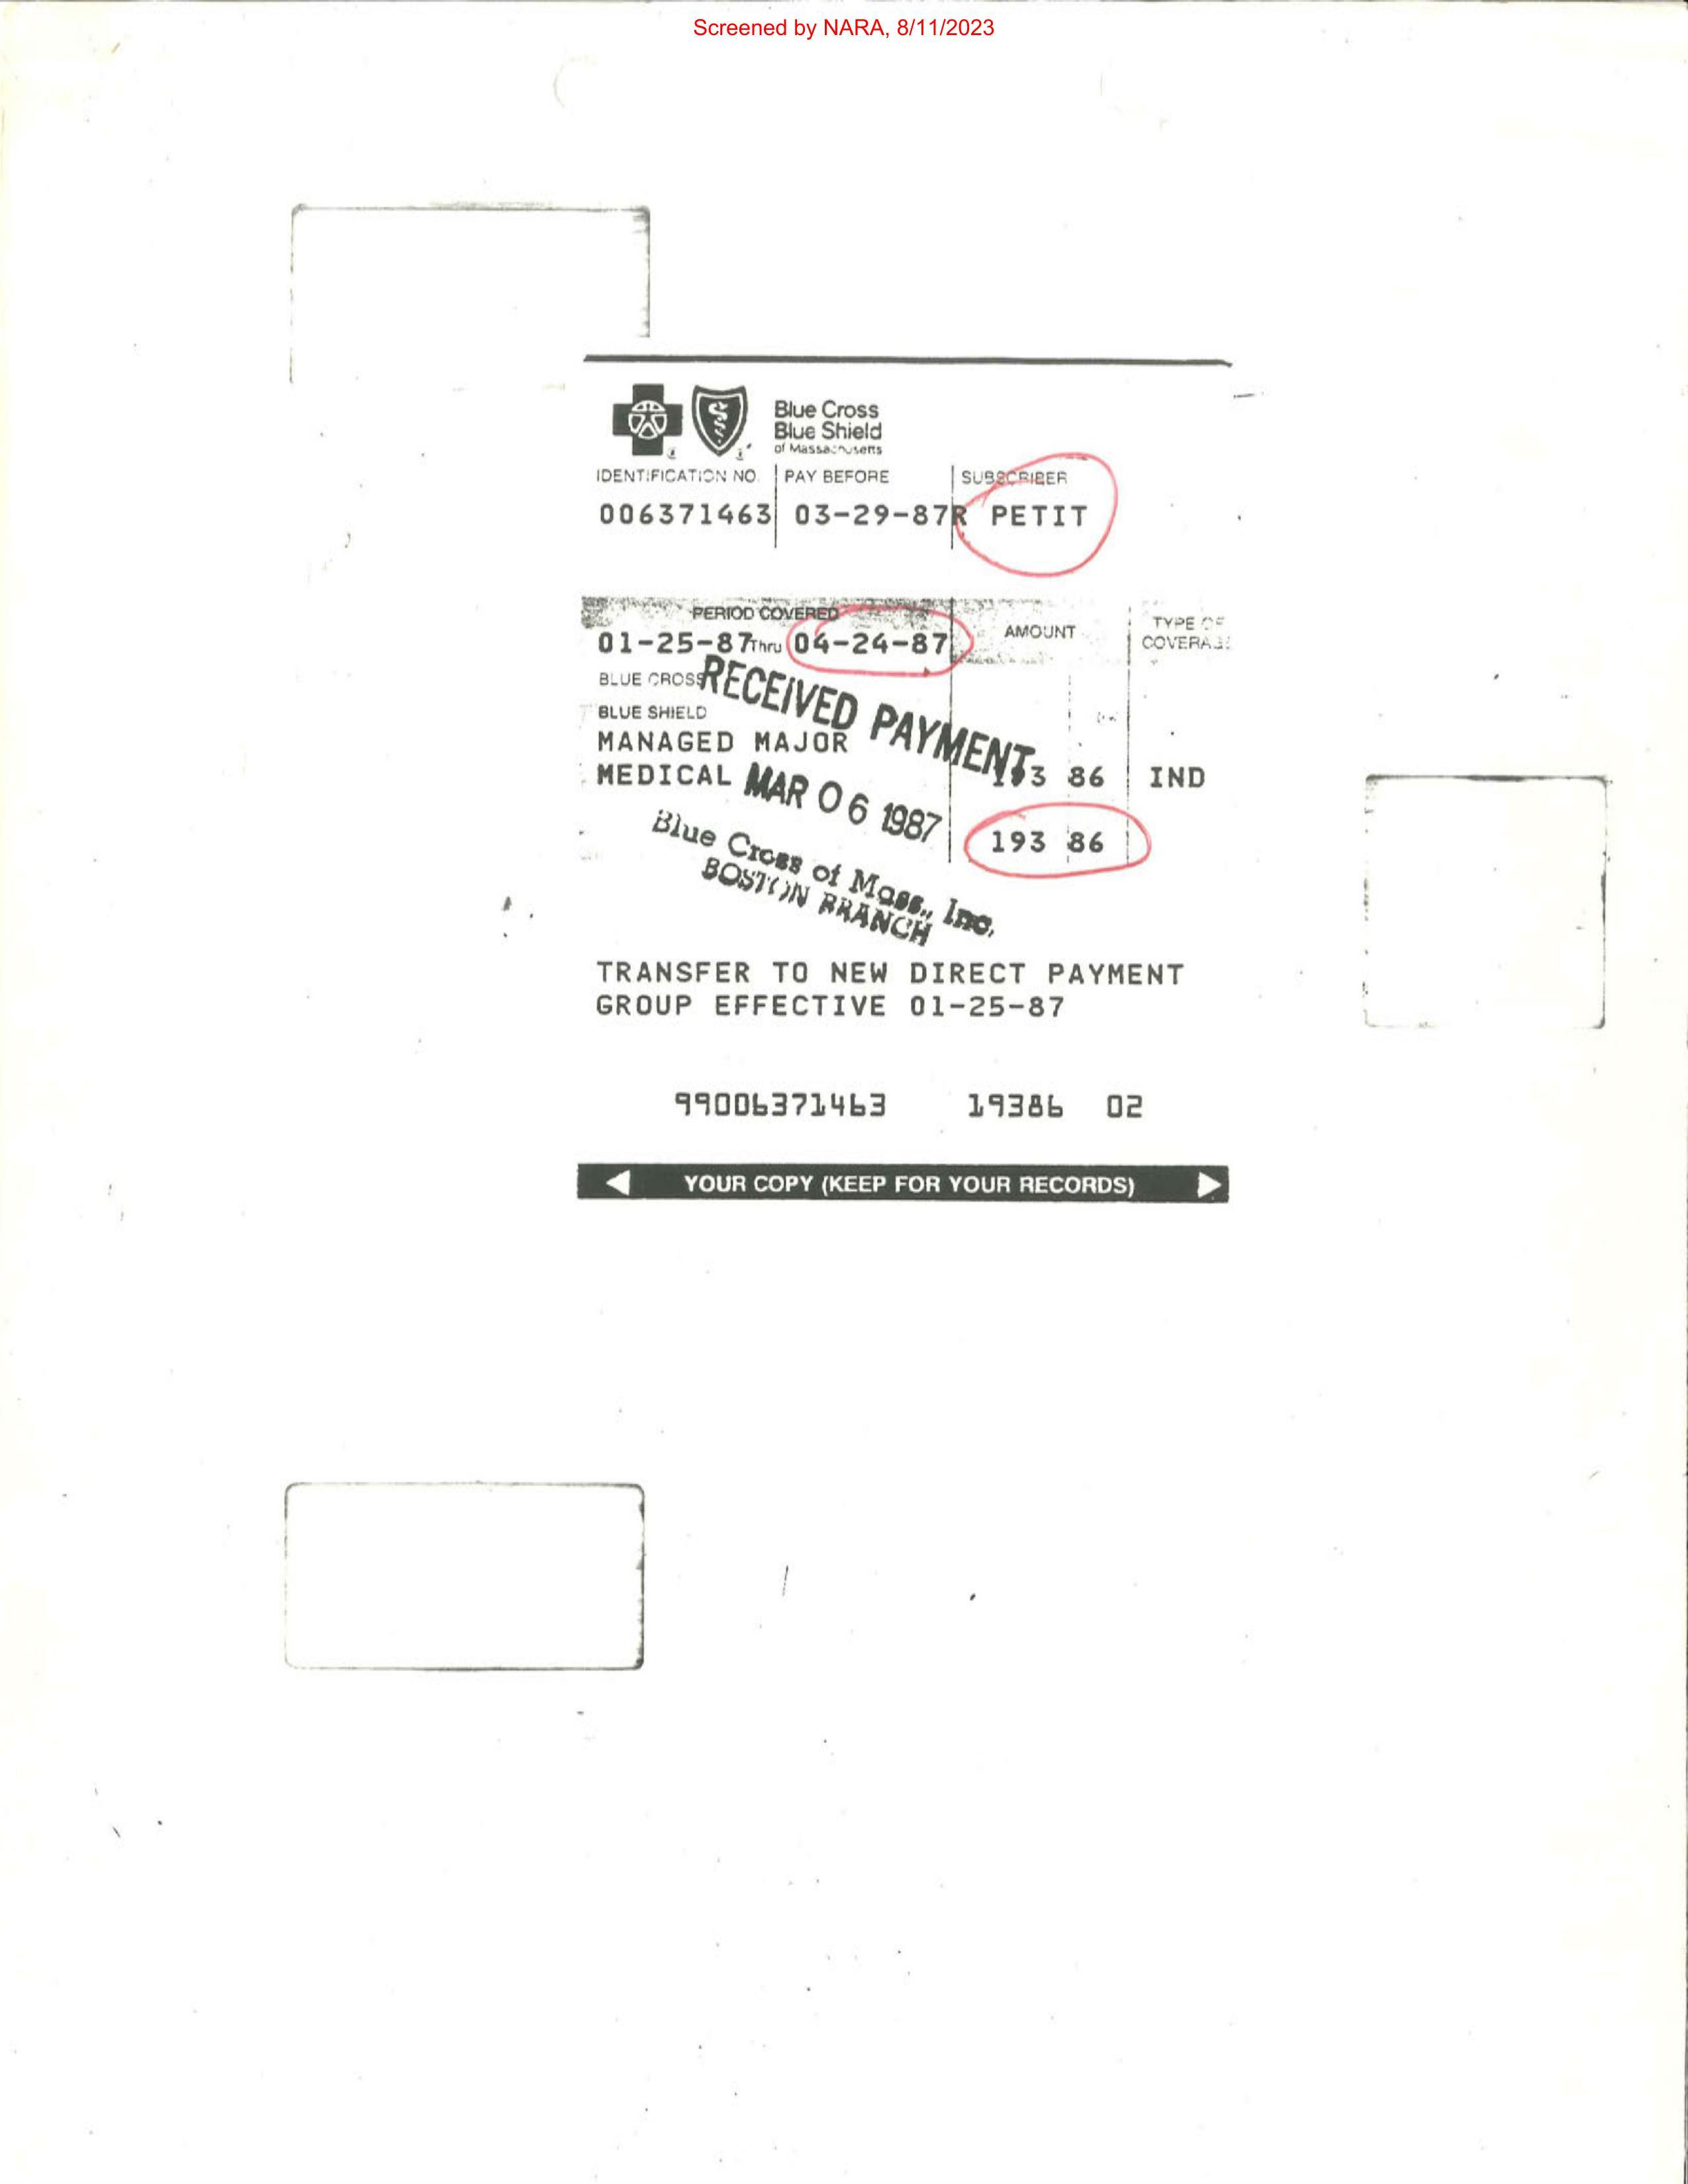 Screened by NARA, 8/11/2023
Blue Cross
Blue Shield
of Massachusetts
IDENTIFICATION NO. PAY BEFORE SUBSCRIBER
006371463 03-29-87 R PETIT
PERIOD COVERED AMOUNT TYPE OF
01-25-87 Thru 04-24-87 COVERAGE
BLUE CROSS
RECEIVED PAYMENT
BLUE SHIELD
MANAGED MAJOR
MEDICAL 86 IND
MAR 06 1987
193 86
Blue Cross of Mass., Inc.
BOSTON BRANCH
TRANSFER TO NEW DIRECT PAYMENT
GROUP EFFECTIVE 01-25-87
99006371463 19386 02
YOUR COPY (KEEP FOR YOUR RECORDS)